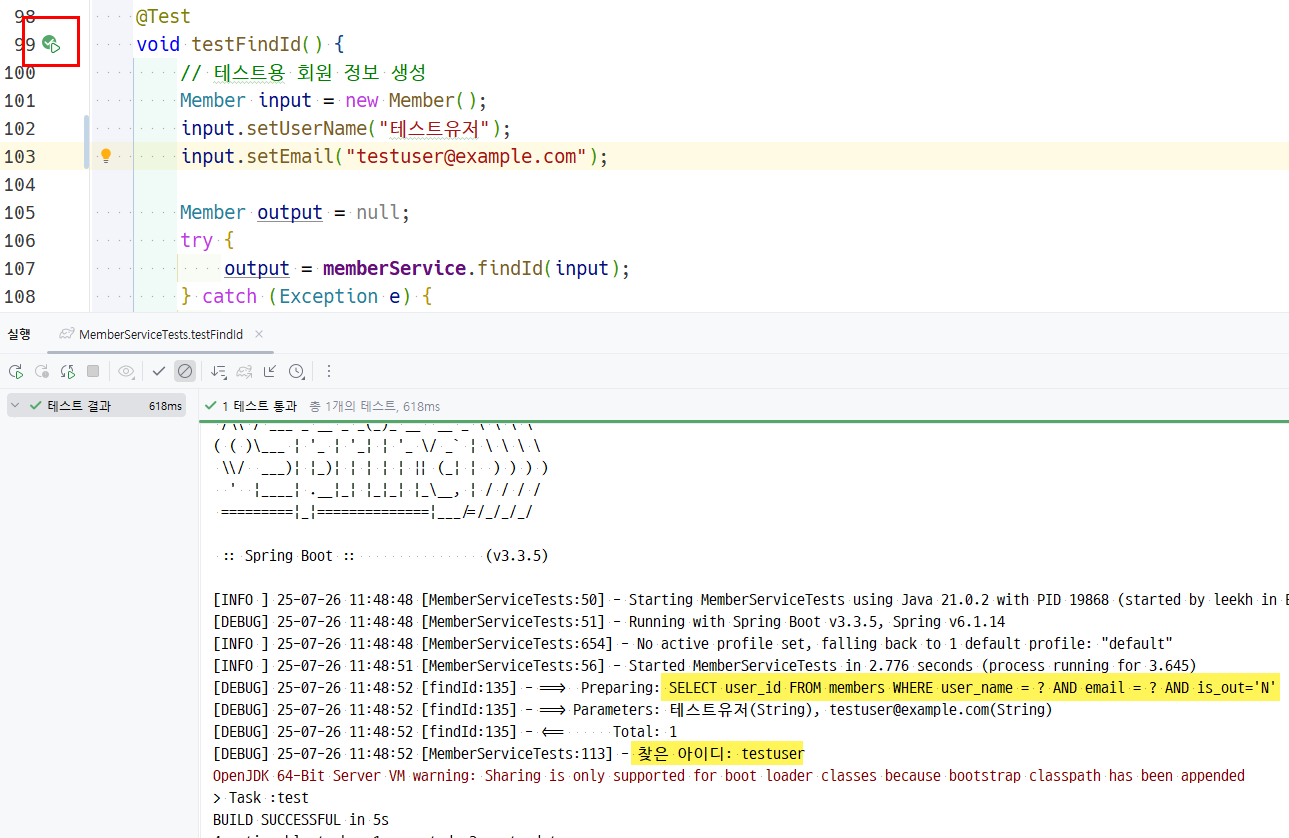 98 @Test
99 void testFindId() {
100 // 테스트용 회원 정보 생성
101 Member input = new Member();
102 input.setUserName("테스트유저");
103 input.setEmail("testuser@example.com");
104
105 Member output = null;
106 try {
107 output = memberService.findId(input);
108 } catch (Exception e) {
실행 MemberServiceTests.testFindId
테스트 결과 618ms
1 테스트 통과 총 1개의 테스트, 618ms
:: Spring Boot :: (v3.3.5)
[INFO ] 25-07-26 11:48:48 [MemberServiceTests:50] - Starting MemberServiceTests using Java 21.0.2 with PID 19868 (started by leekh in
[DEBUG] 25-07-26 11:48:48 [MemberServiceTests:51] - Running with Spring Boot v3.3.5, Spring v6.1.14
[INFO ] 25-07-26 11:48:48 [MemberServiceTests:654] - No active profile set, falling back to 1 default profile: "default"
[INFO ] 25-07-26 11:48:51 [MemberServiceTests:56] - Started MemberServiceTests in 2.776 seconds (process running for 3.645)
[DEBUG] 25-07-26 11:48:52 [findId:135] - ==> Preparing: SELECT user_id FROM members WHERE user_name = ? AND email = ? AND is_out='N'
[DEBUG] 25-07-26 11:48:52 [findId:135] - ==> Parameters: 테스트유저(String), testuser@example.com(String)
[DEBUG] 25-07-26 11:48:52 [findId:135] - <== Total: 1
[DEBUG] 25-07-26 11:48:52 [MemberServiceTests:113] - 찾은 아이디: testuser
OpenJDK 64-Bit Server VM warning: Sharing is only supported for boot loader classes because bootstrap classpath has been appended
> Task :test
BUILD SUCCESSFUL in 5s